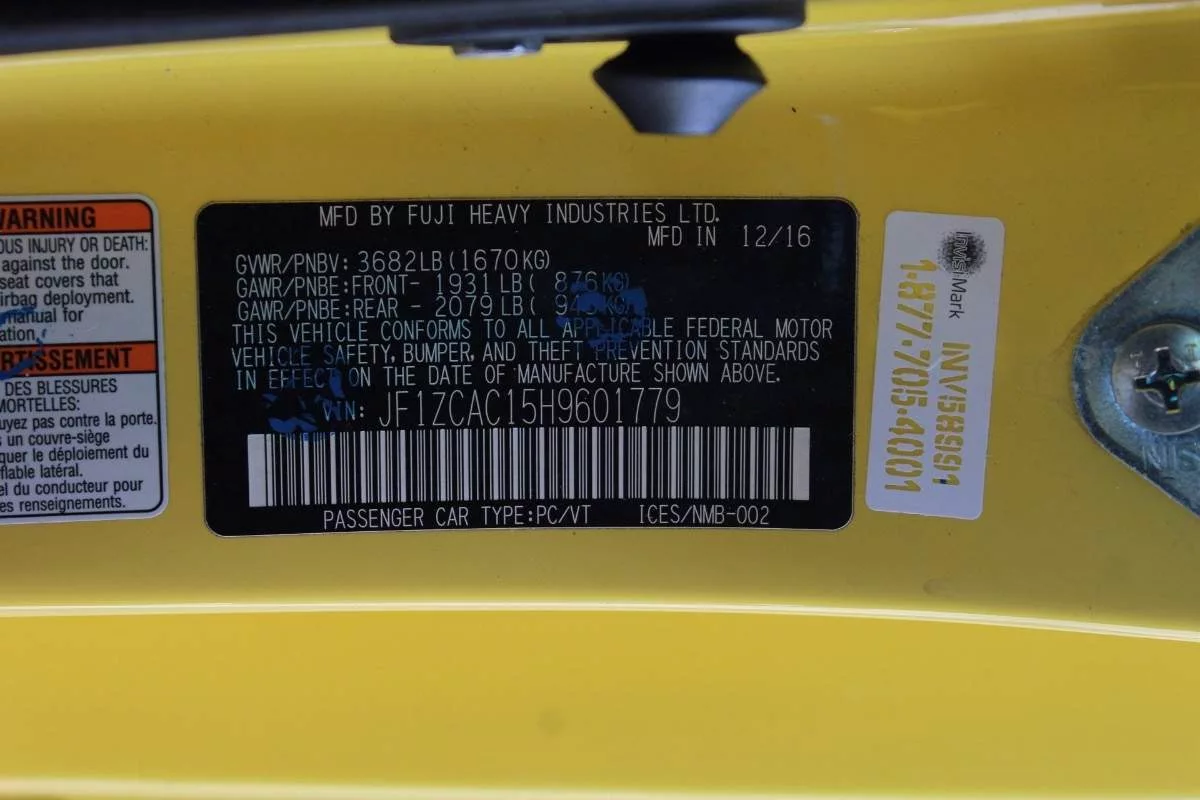 WARNING
OUS INJURY OR DEATH:
against the door.
seat covers that
irbag deployment.
manual for
ation.
RTISSEMENT
DES BLESSURES
MORTELLES:
uyez pas contre la porte.
s un couvre-siège
quer le déploiement du
flable latéral.
el du conducteur pour
es renseignements.
MFD BY FUJI HEAVY INDUSTRIES LTD.
MFD IN 12/16
GVWR/PNBV: 3682LB(1670KG)
GAWR/PNBE:FRONT- 1931LB( 876KG)
GAWR/PNBE:REAR - 2079LB( KG)
THIS VEHICLE CONFORMS TO ALL APPLICABLE FEDERAL MOTOR
VEHICLE SAFETY, BUMPER, AND THEFT PREVENTION STANDARDS
IN EFFECT ON THE DATE OF MANUFACTURE SHOWN ABOVE.
VIN: JF1ZCAC15H9601779
PASSENGER CAR TYPE:PC/VT ICES/NMB-002
InVisiMark
INV58991
1.877.705.4001
NIS